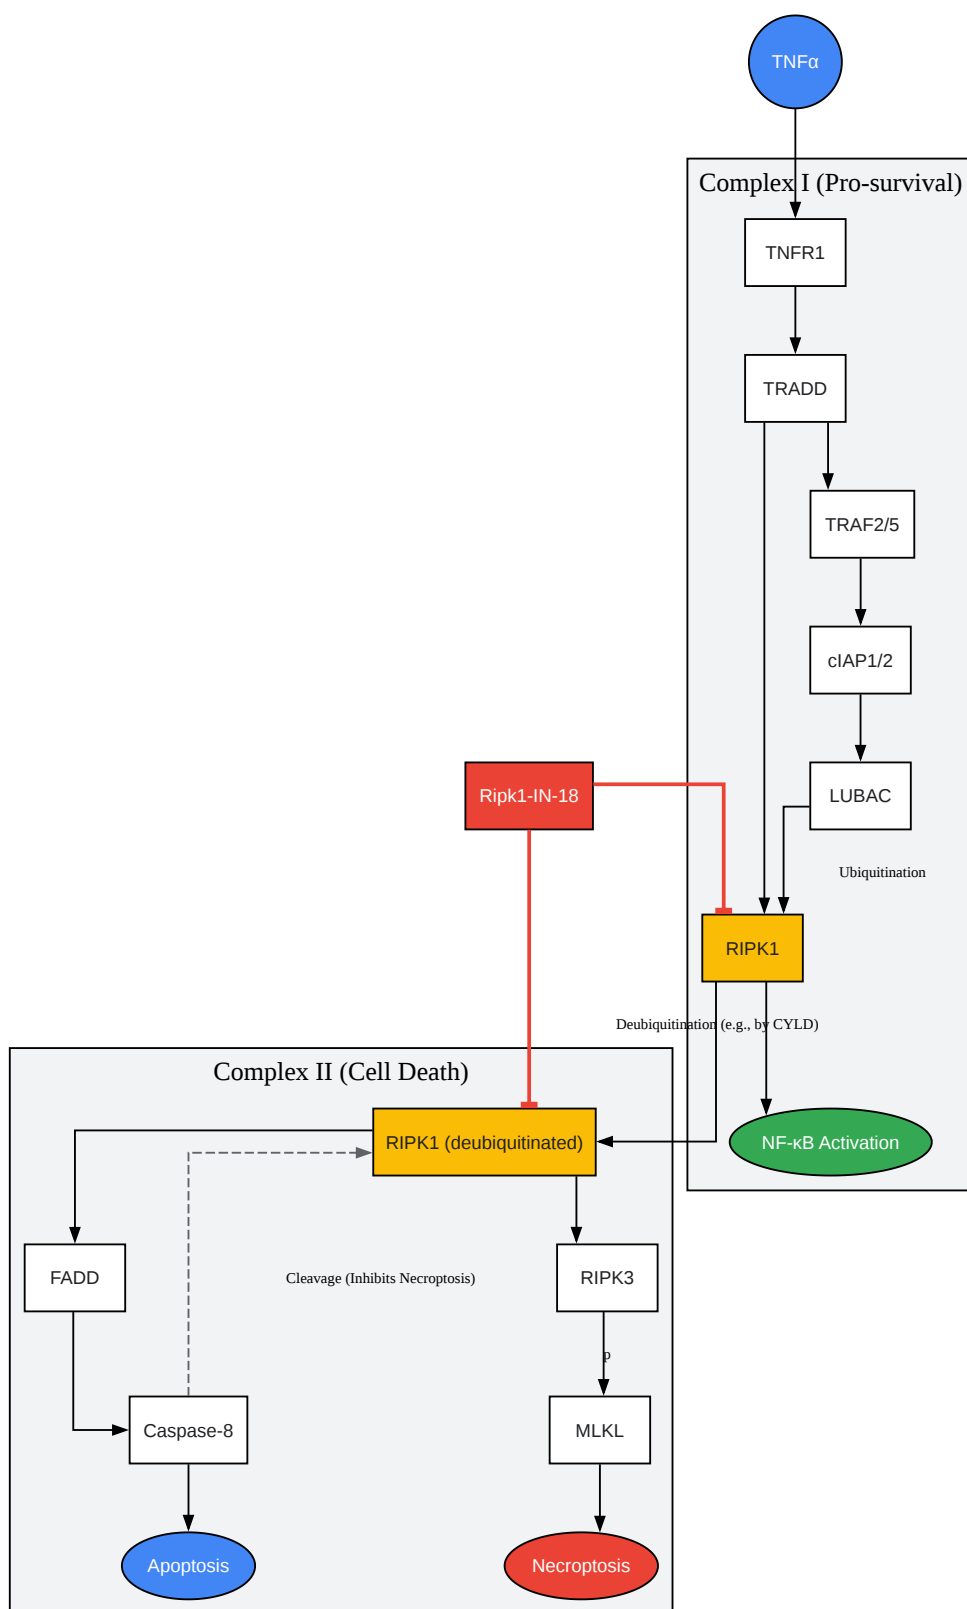 TNFα
Complex I (Pro-survival)
TNFR1
TRADD
TRAF2/5
cIAP1/2
Ripk1-IN-18
LUBAC
Ubiquitination
RIPK1
Deubiquitination (e.g., by CYLD)
Complex II (Cell Death)
RIPK1 (deubiquitinated)
NF-κB Activation
FADD
Cleavage (Inhibits Necroptosis)
RIPK3
p
Caspase-8
MLKL
Apoptosis
Necroptosis